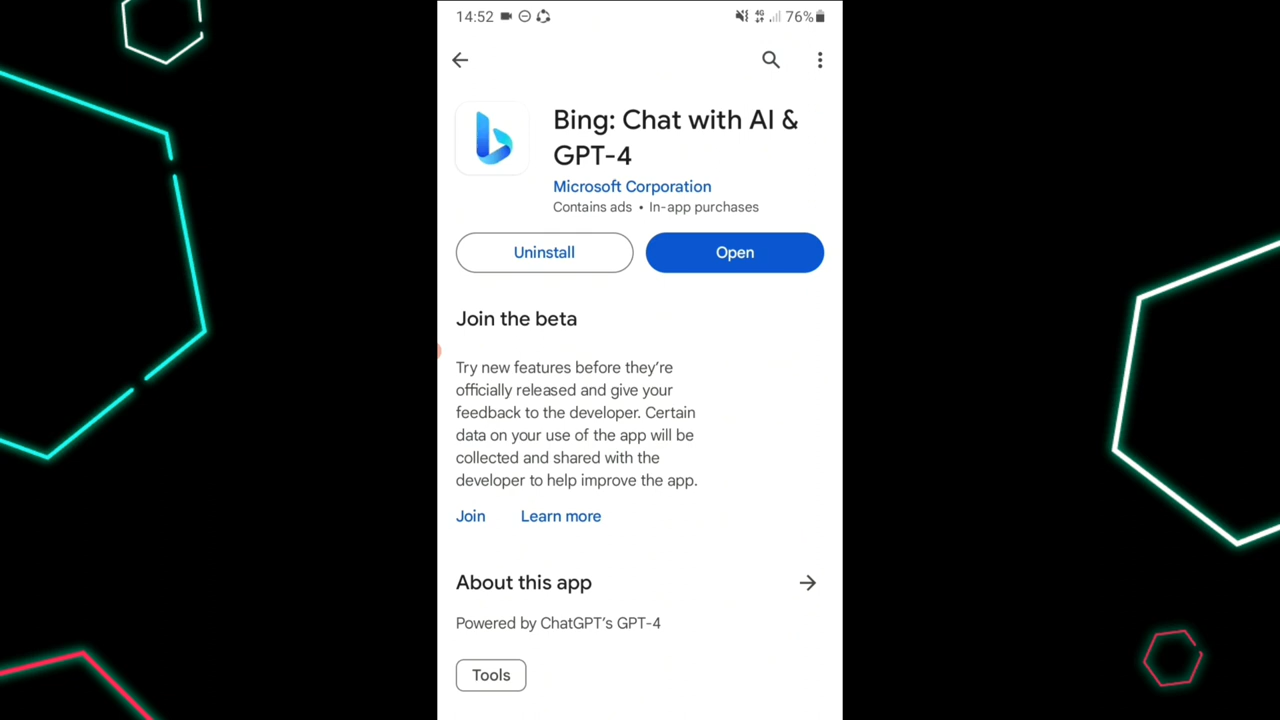 14:52
4G
76%
Bing: Chat with AI &
GPT-4
Microsoft Corporation
Contains ads • In-app purchases
Uninstall
Open
Join the beta
Try new features before they’re
officially released and give your
feedback to the developer. Certain
data on your use of the app will be
collected and shared with the
developer to help improve the app.
Join
Learn more
About this app
Powered by ChatGPT’s GPT-4
Tools